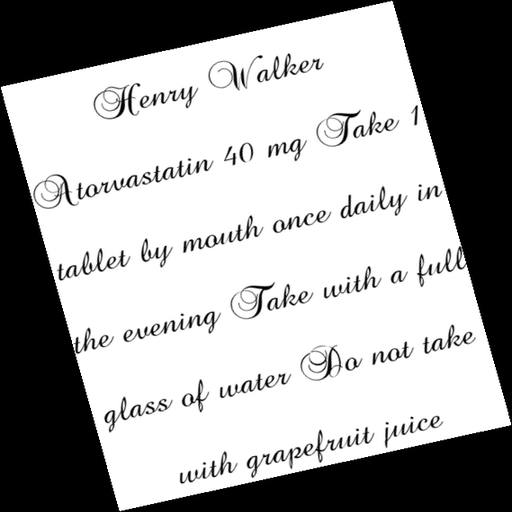 Henry Walker
Atorvastatin 40 mg Take 1
tablet by mouth once daily in
the evening Take with a full
glass of water Do not take
with grapefruit juice